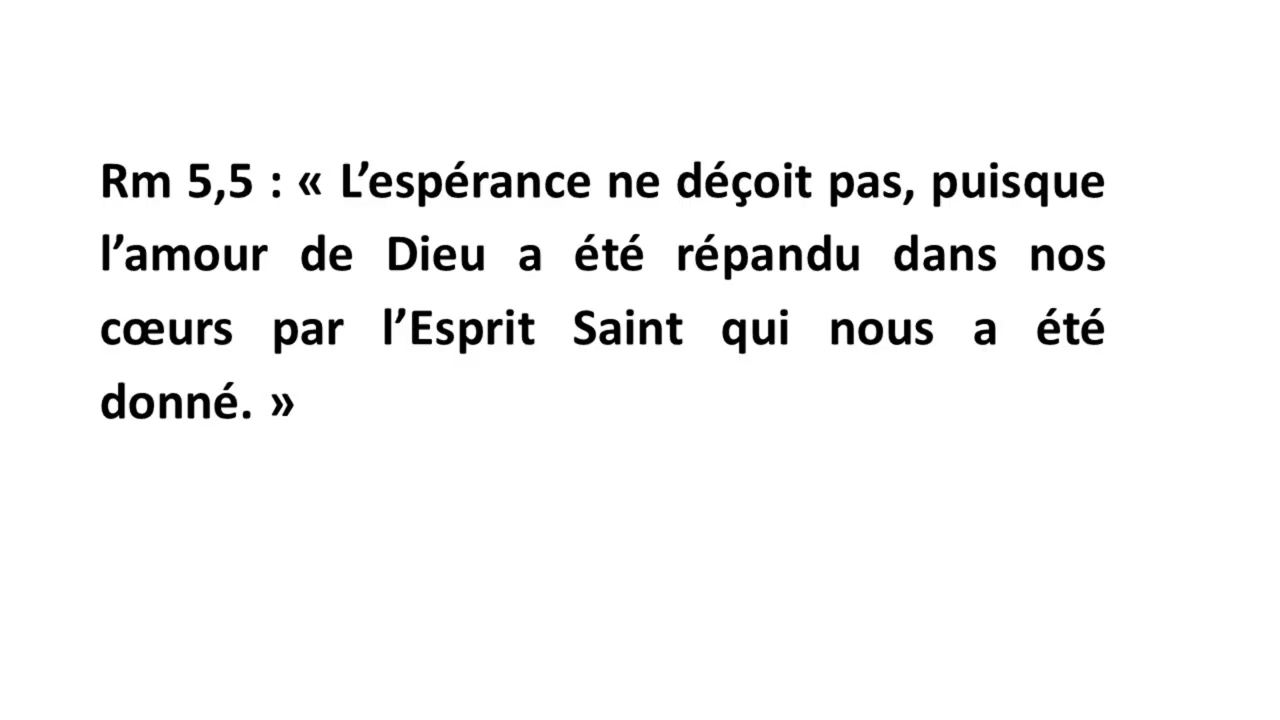 Rm 5,5 : « L’espérance ne déçoit pas, puisque
l’amour de Dieu a été répandu dans nos
cœurs par l’Esprit Saint qui nous a été
donné. »